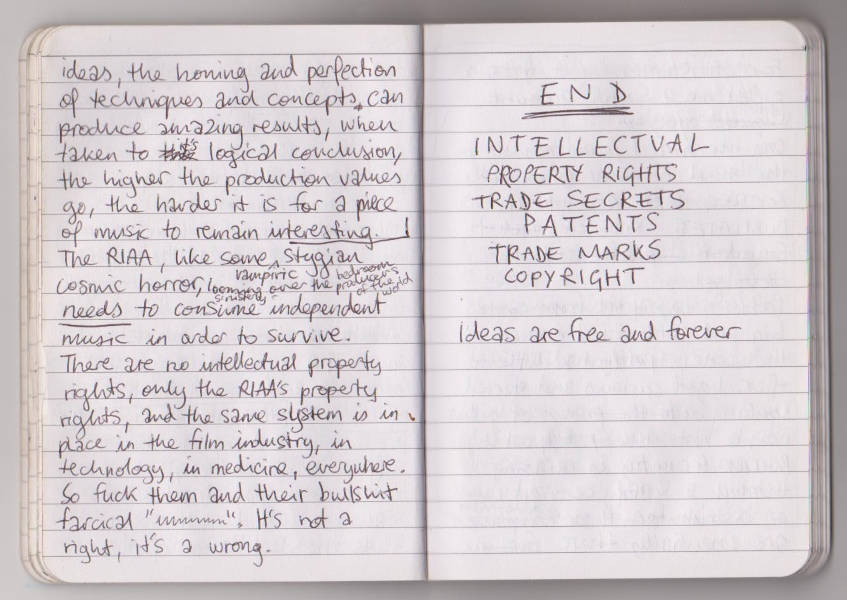 ideas, the honing and perfection
of techniques and concepts, can
produce amazing results, when
taken to it's logical conclusion,
the higher the production values
go, the harder it is for a piece
of music to remain interesting.
The RIAA, like some vampiric Stygian
cosmic horror, looming sinisterly over the bedroom producers of the world
needs to consume independent
music in order to survive.
There are no intellectual property
rights, only the RIAA's property
rights, and the same system is in
place in the film industry, in
technology, in medicine, everywhere.
So fuck them and their bullshit
farcical "
". It's not a
right, it's a wrong.
END
INTELLECTUAL
PROPERTY RIGHTS
TRADE SECRETS
PATENTS
TRADE MARKS
COPYRIGHT
Ideas are free and forever